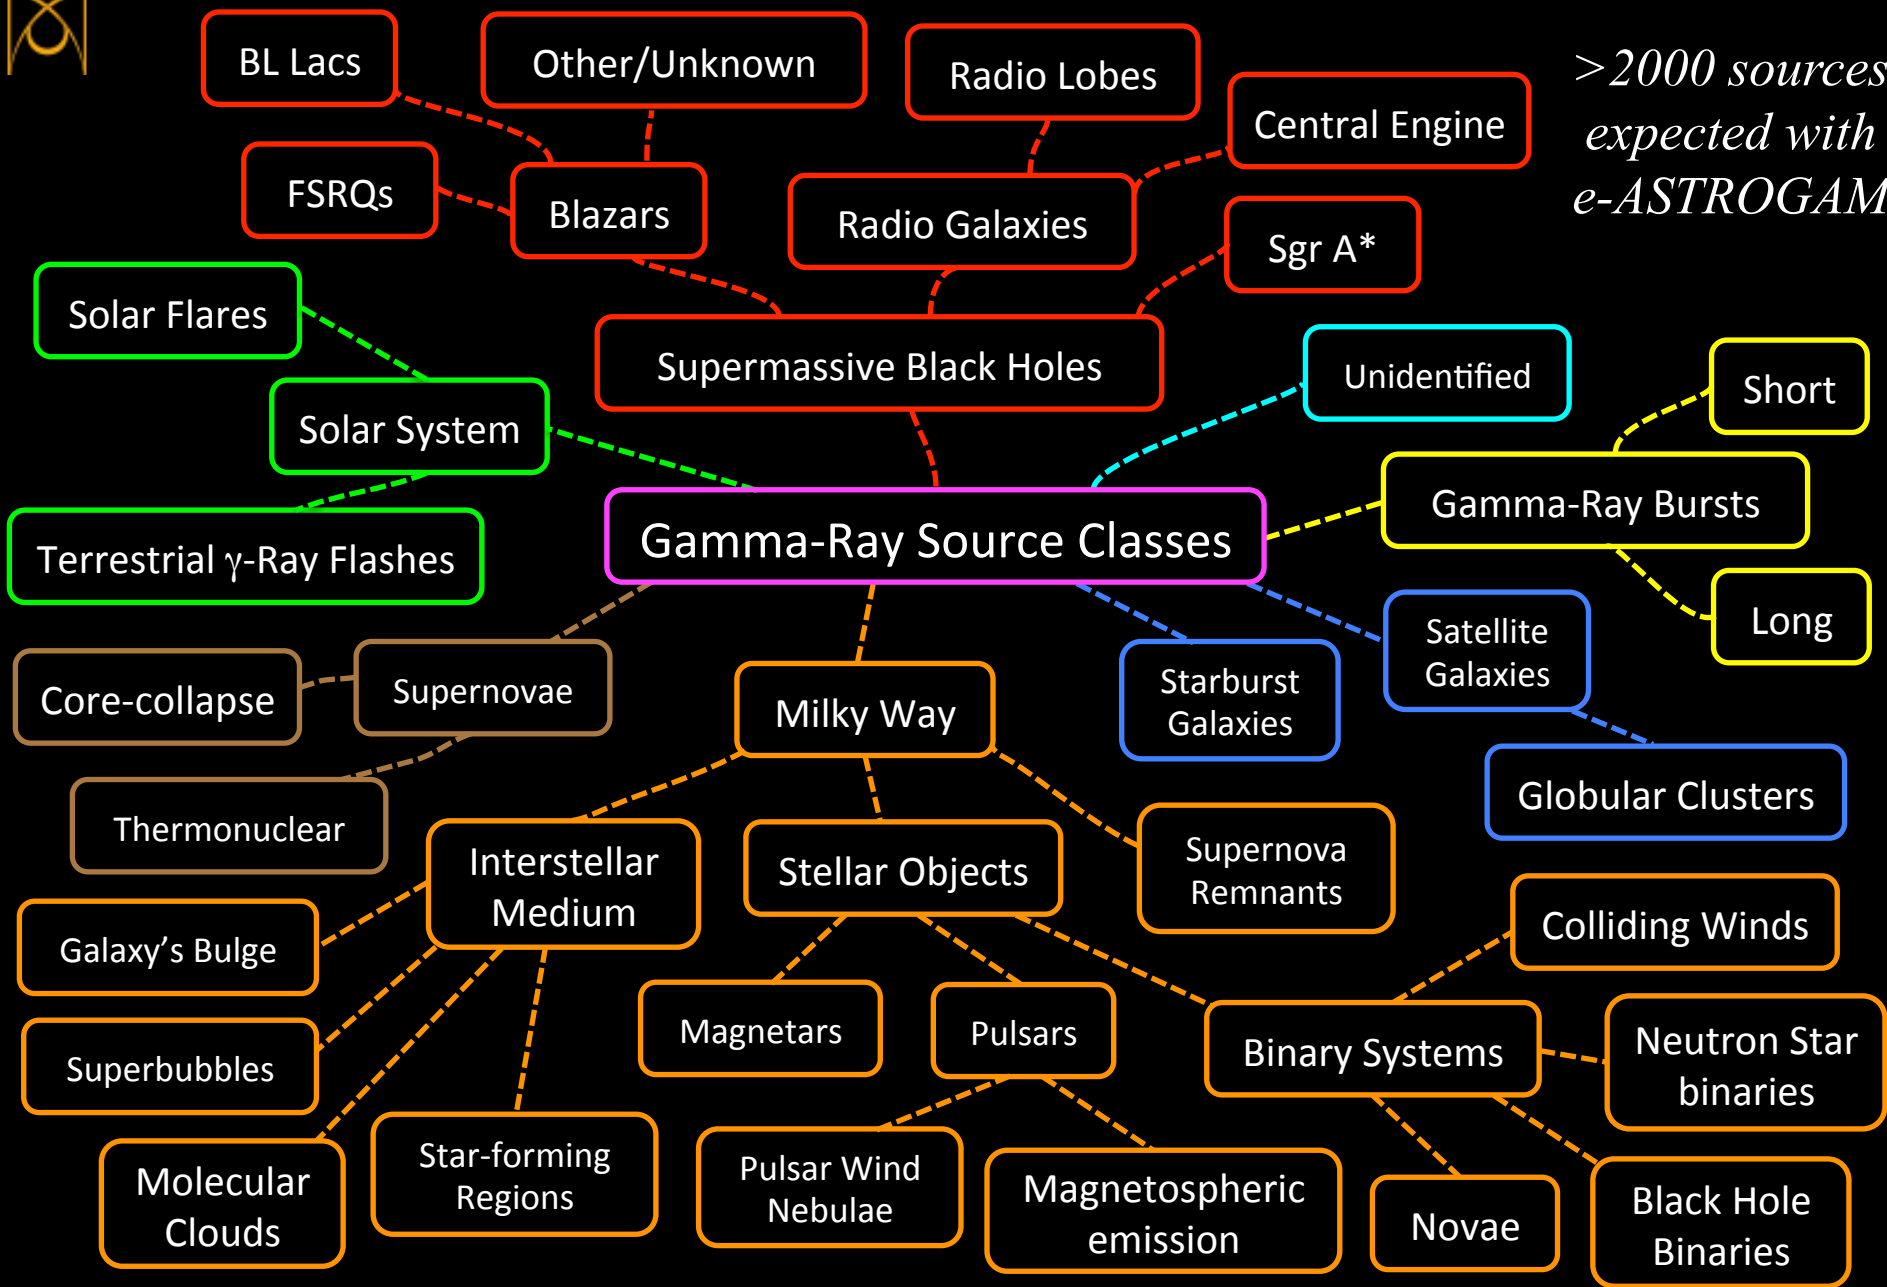 BL Lacs
Other/Unknown
Radio Lobes
>2000 sources
expected with
e-ASTROGAM
Central Engine
FSRQs
Blazars
Radio Galaxies
Sgr A*
Solar Flares
Supermassive Black Holes
Unidentified
Short
Solar System
Gamma-Ray Bursts
Gamma-Ray Source Classes
Terrestrial γ-Ray Flashes
Long
Satellite
Galaxies
Core-collapse
Supernovae
Milky Way
Starburst
Galaxies
Globular Clusters
Thermonuclear
Interstellar
Medium
Stellar Objects
Supernova
Remnants
Galaxy’s Bulge
Colliding Winds
Superbubbles
Magnetars
Pulsars
Binary Systems
Neutron Star
binaries
Molecular
Clouds
Star-forming
Regions
Pulsar Wind
Nebulae
Magnetospheric
emission
Novae
Black Hole
Binaries